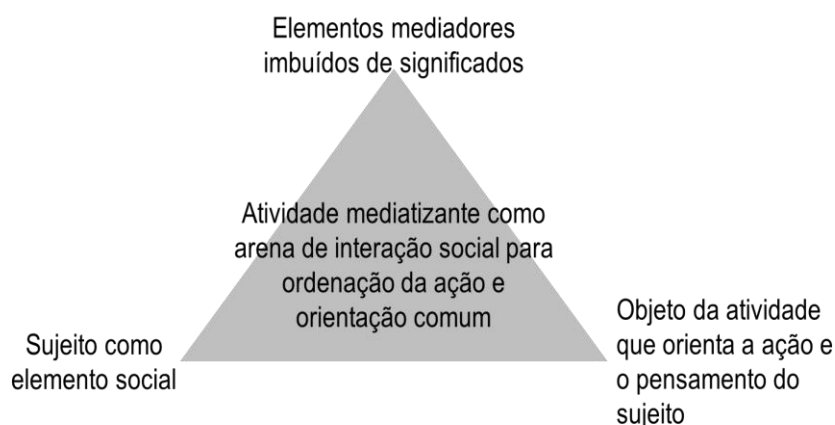 Elementos mediadores
imbuídos de significados
Atividade mediatizante como
arena de interação social para
ordenação da ação e
orientação comum
Sujeito como
elemento social
Objeto da atividade
que orienta a ação e
o pensamento do
sujeito